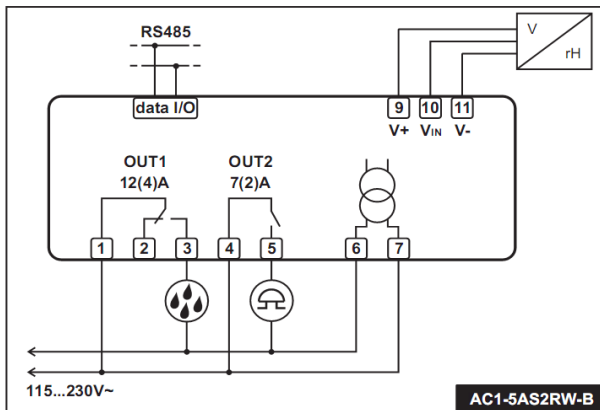 RS485
V
rH
data I/O
9 10 11
V+ VIN V-
OUT1
12(4)A
OUT2
7(2)A
1 2 3 4 5 6 7
115...230V~
AC1-5AS2RW-B